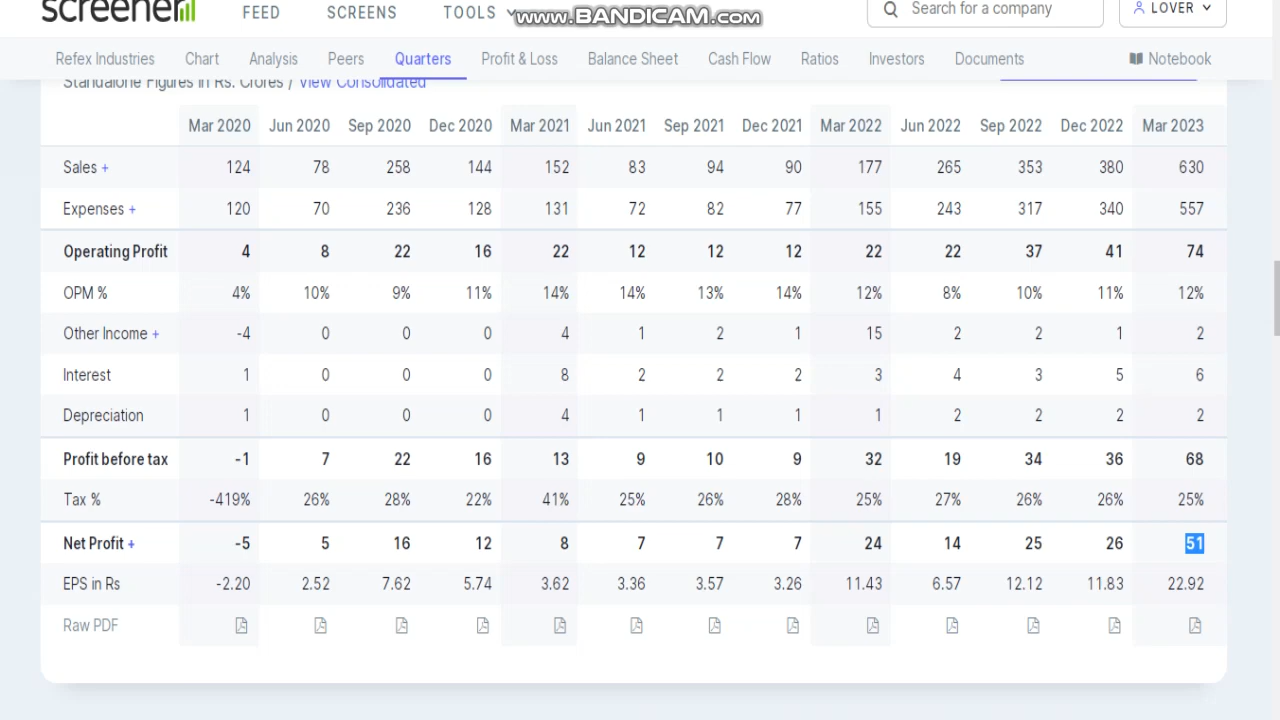 screener
FEED SCREENS TOOLS
www.BANDICAM.com
Search for a company
LOVER
Refex Industries Chart Analysis Peers Quarters Profit & Loss Balance Sheet Cash Flow Ratios Investors Documents Notebook
Standalone Figures in Rs. Crores / View Consolidated
Mar 2020 Jun 2020 Sep 2020 Dec 2020 Mar 2021 Jun 2021 Sep 2021 Dec 2021 Mar 2022 Jun 2022 Sep 2022 Dec 2022 Mar 2023
Sales + 124 78 258 144 152 83 94 90 177 265 353 380 630
Expenses + 120 70 236 128 131 72 82 77 155 243 317 340 557
Operating Profit 4 8 22 16 22 12 12 12 22 22 37 41 74
OPM % 4% 10% 9% 11% 14% 14% 13% 14% 12% 8% 10% 11% 12%
Other Income + -4 0 0 0 4 1 2 1 15 2 2 1 2
Interest 1 0 0 0 8 2 2 2 3 4 3 5 6
Depreciation 1 0 0 0 4 1 1 1 1 2 2 2 2
Profit before tax -1 7 22 16 13 9 10 9 32 19 34 36 68
Tax % -419% 26% 28% 22% 41% 25% 26% 28% 25% 27% 26% 26% 25%
Net Profit + -5 5 16 12 8 7 7 7 24 14 25 26 51
EPS in Rs -2.20 2.52 7.62 5.74 3.62 3.36 3.57 3.26 11.43 6.57 12.12 11.83 22.92
Raw PDF